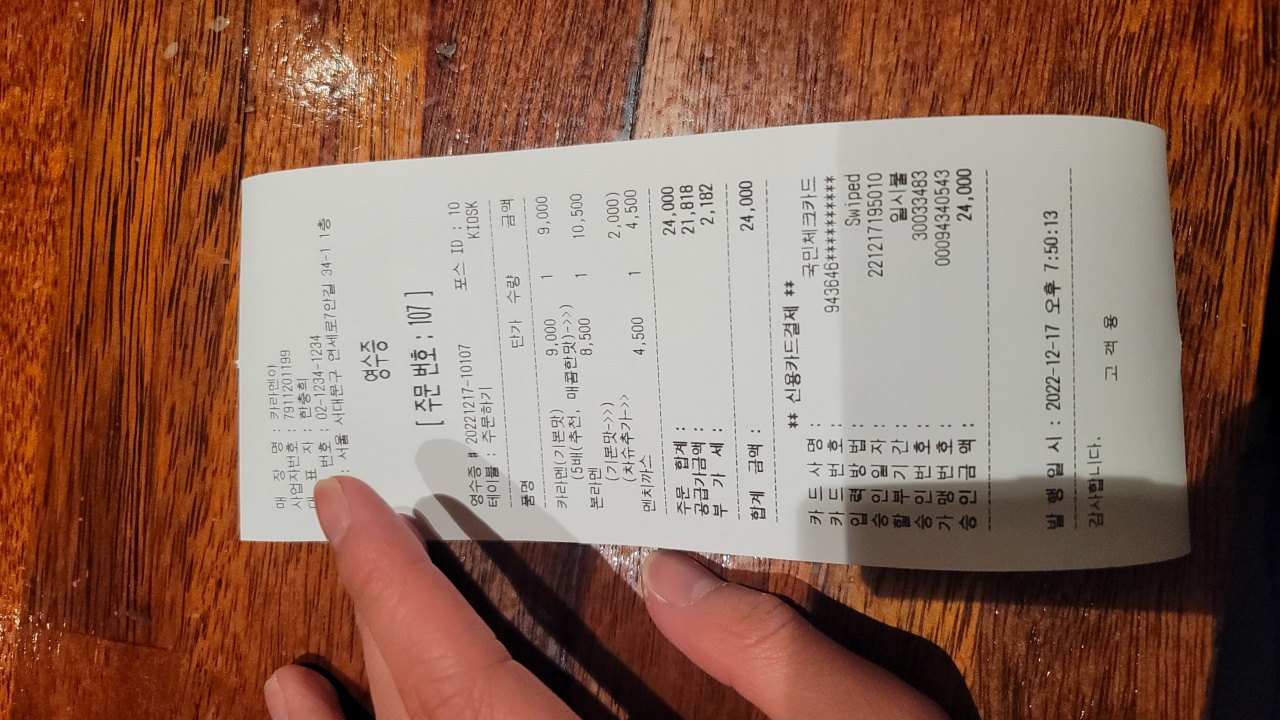 매 장 명 : 카라멘야
사업자번호 : 7911201199
대 표 자 : 한충희
번호 : 02-1234-1234
: 서울 서대문구 연세로7안길 34-1 1층
영수증
[ 주문 번호 : 107 ]
영수증 # 20221217-10107 포스 ID : 10
테이블 : 주문하기 KIOSK
품명 단가 수량 금액
카라멘(기본맛) 9,000 1 9,000
(5배(추천, 매콤한맛)->>)
본라멘 8,500 1 10,500
(기본맛->>)
(차슈추가->> 2,000)
멘치까스 4,500 1 4,500
주문 합계 : 24,000
공급가금액 : 21,818
부 가 세 : 2,182
합계 금액 : 24,000
** 신용카드결제 **
카 드 사 명 : 국민체크카드
카 드 번 호 : 943646**********
입 력 방 법 : Swiped
승 인 일 자 : 221217195010
할 부 기 간 : 일시불
승 인 번 호 : 30033483
가 맹 번 호 : 00094340543
승 인 금 액 : 24,000
발 행 일 시 : 2022-12-17 오후 7:50:13
감사합니다.
고 객 용